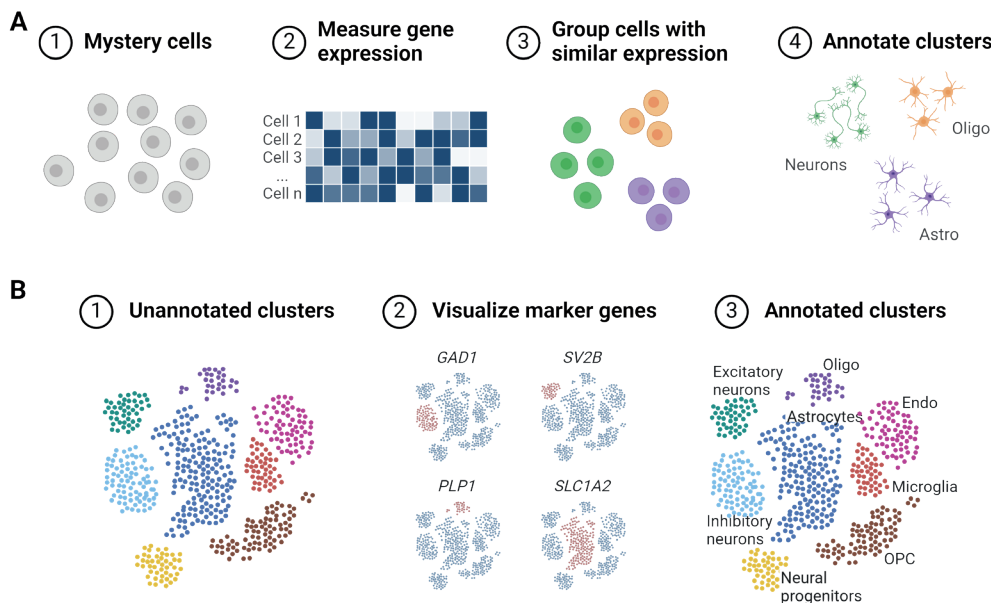 A
1 Mystery cells
2 Measure gene
expression
3 Group cells with
similar expression
4 Annotate clusters
Cell 1
Cell 2
Cell 3
...
Cell n
Neurons
Oligo
Astro
B
1 Unannotated clusters
2 Visualize marker genes
3 Annotated clusters
GAD1
SV2B
PLP1
SLC1A2
Excitatory
neurons
Oligo
Astrocytes
Endo
Microglia
Inhibitory
neurons
OPC
Neural
progenitors